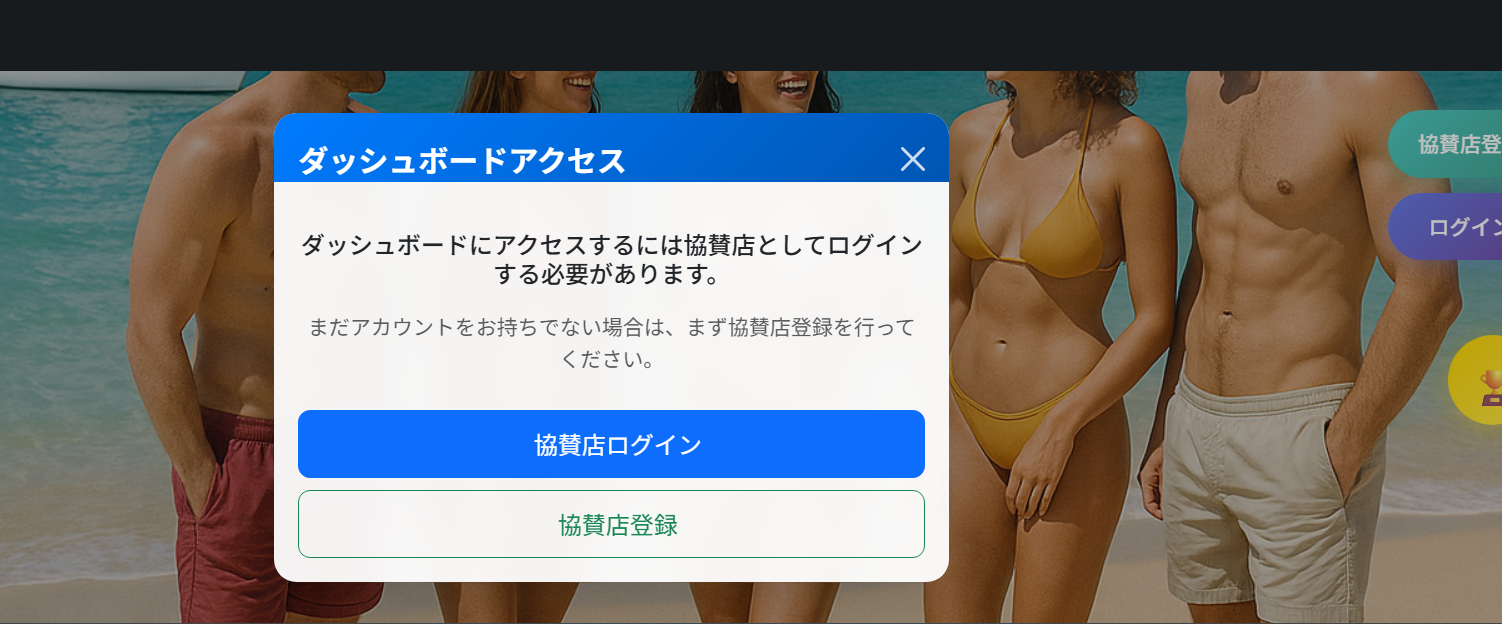 ダッシュボードアクセス
ダッシュボードにアクセスするには協賛店としてログイン
する必要があります。
まだアカウントをお持ちでない場合は、まず協賛店登録を行って
ください。
協賛店ログイン
協賛店登録
協賛店登
ログイン